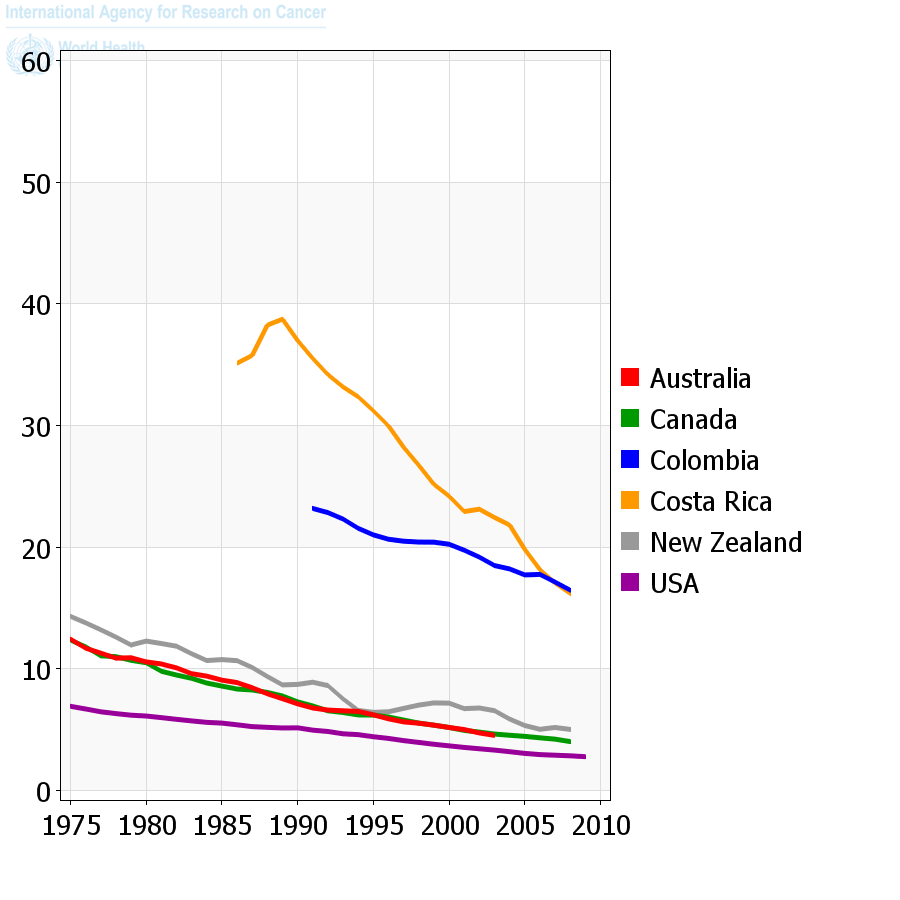 International Agency for Research on Cancer
World Health
60
50
40
30
20
10
0
1975 1980 1985 1990 1995 2000 2005 2010
Australia
Canada
Colombia
Costa Rica
New Zealand
USA